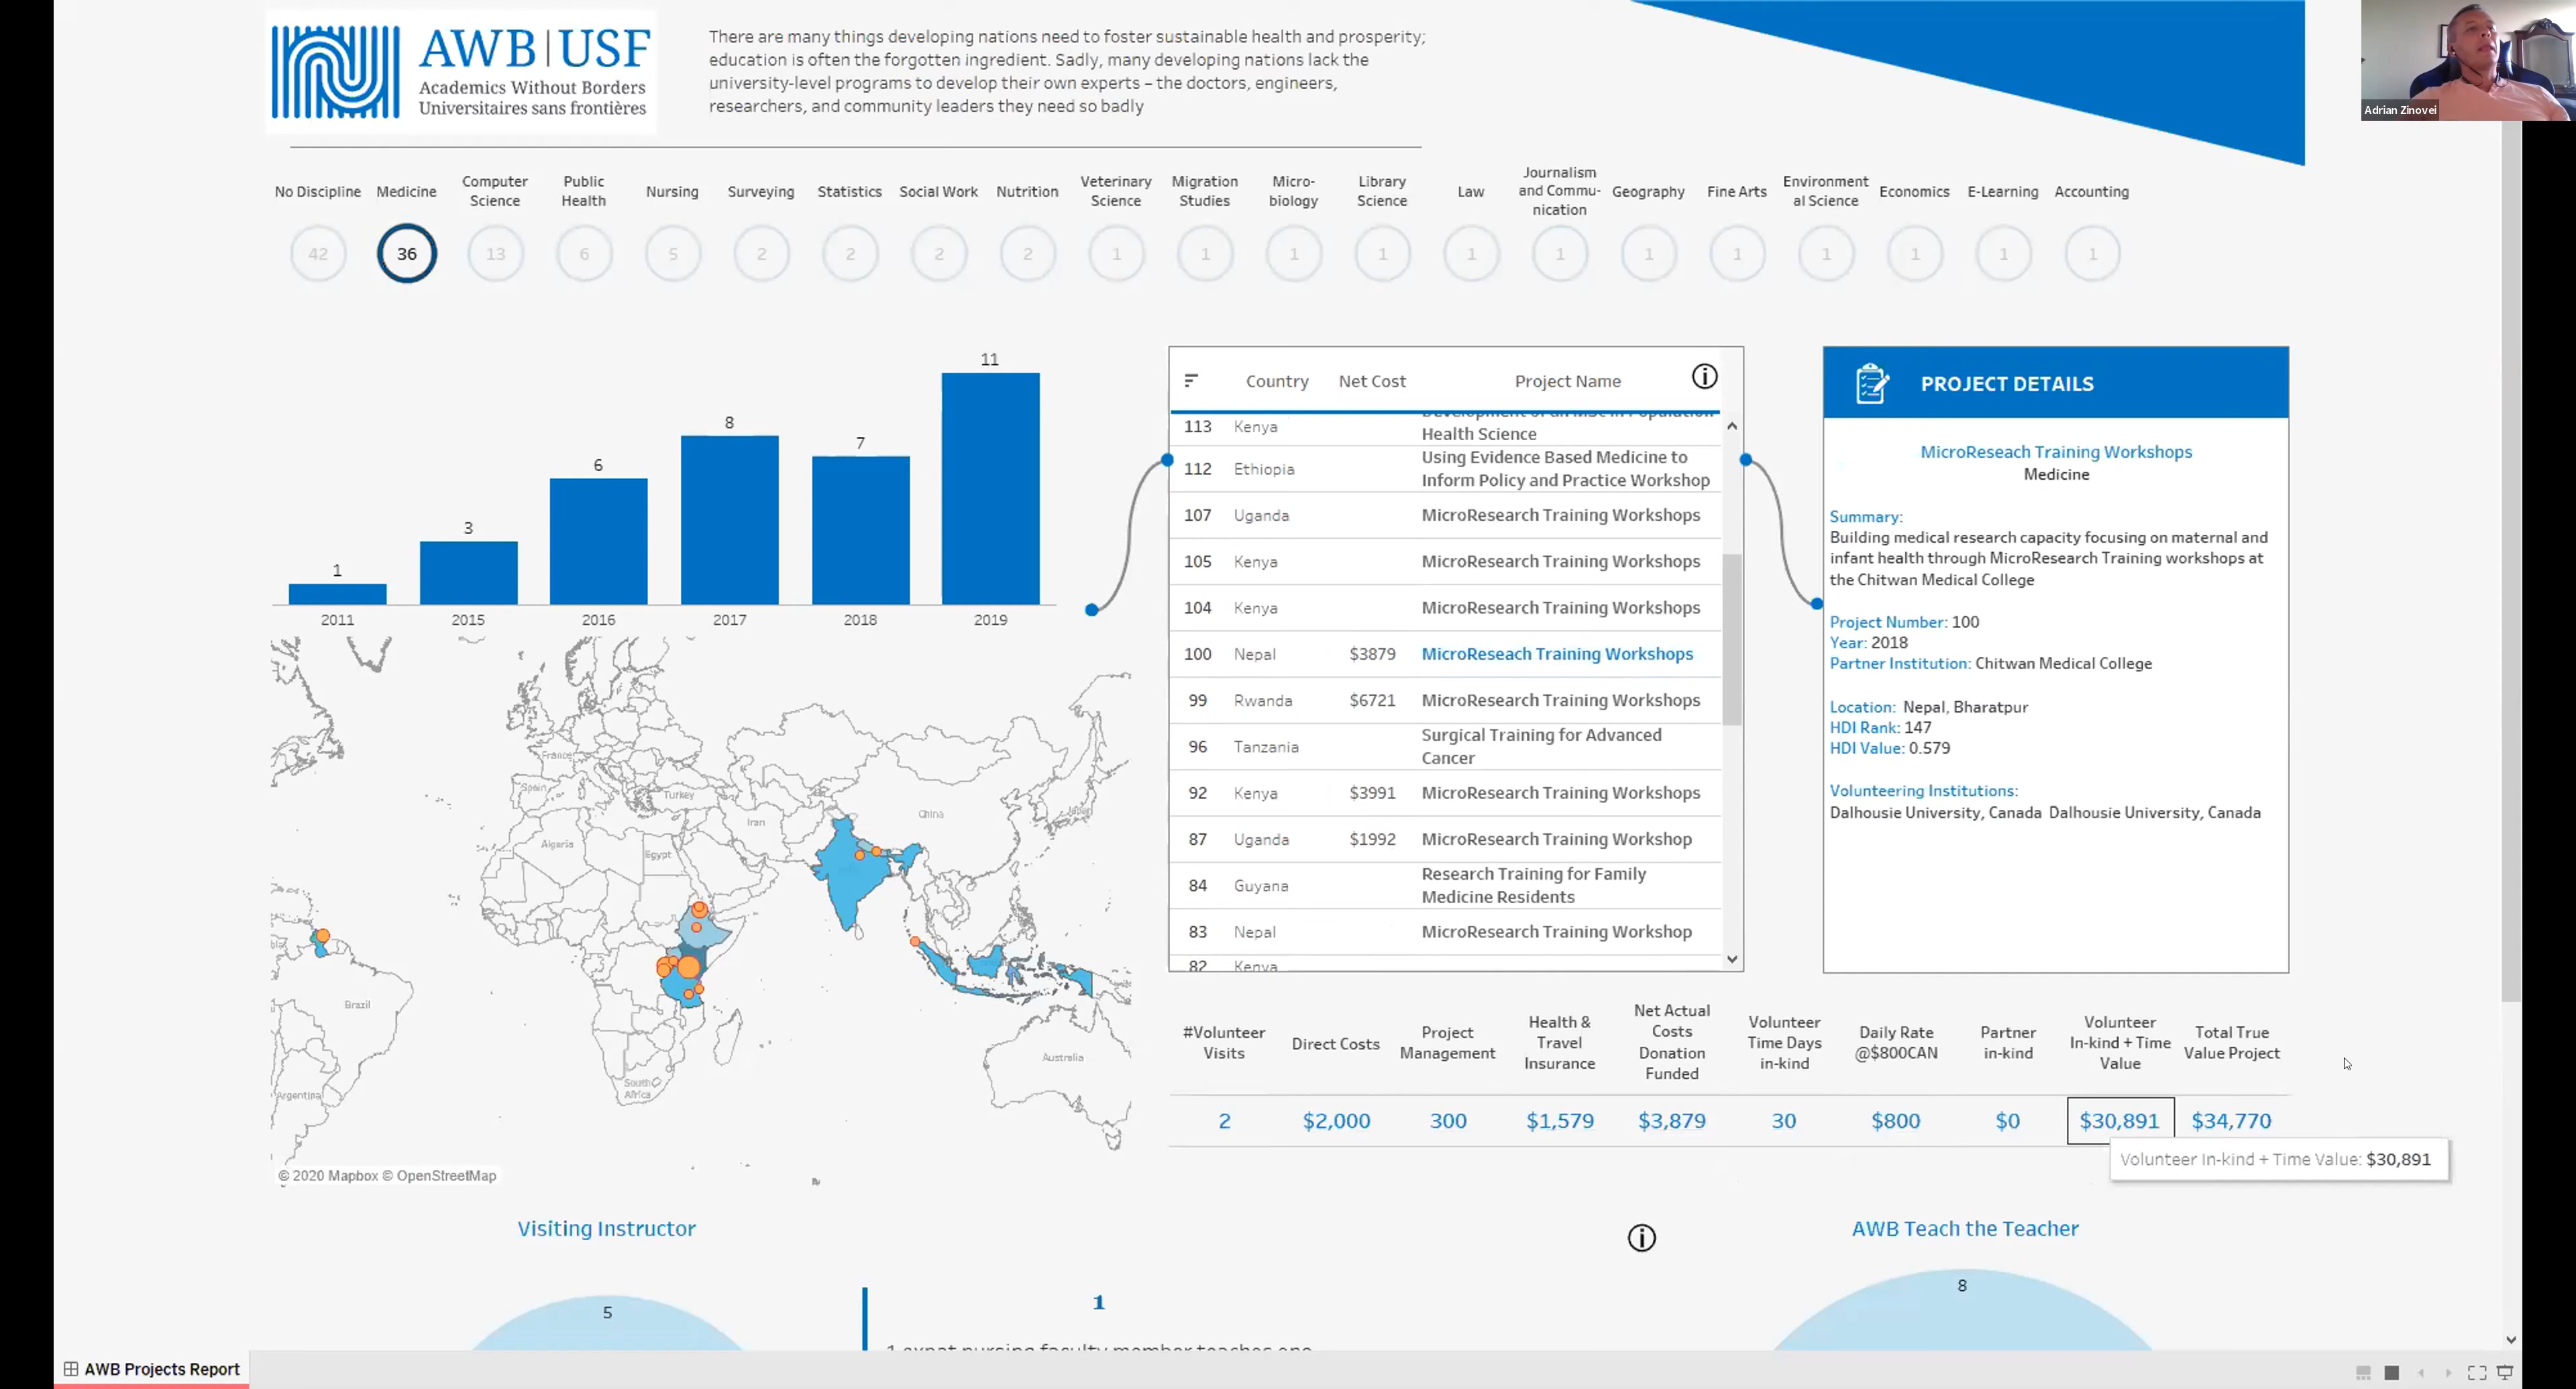 AWB | USF
Academics Without Borders
Universitaires sans frontières
There are many things developing nations need to foster sustainable health and prosperity;
education is often the forgotten ingredient. Sadly, many developing nations lack the
university-level programs to develop their own experts – the doctors, engineers,
researchers, and community leaders they need so badly
Adrian Zinovei
No Discipline
Medicine
Computer
Science
Public
Health
Nursing
Surveying
Statistics
Social Work
Nutrition
Veterinary
Science
Migration
Studies
Micro-
biology
Library
Science
Law
Journalism
and Commu-
nication
Geography
Fine Arts
Environment
al Science
Economics
E-Learning
Accounting
42 36 13 6 5 2 2 2 2 1 1 1 1 1 1 1 1 1 1 1 1
1 3 6 8 7 11
2011 2015 2016 2017 2018 2019
Country Net Cost Project Name
113 Kenya Development of an MSc in Population
Health Science
112 Ethiopia Using Evidence Based Medicine to
Inform Policy and Practice Workshop
107 Uganda MicroResearch Training Workshops
105 Kenya MicroResearch Training Workshops
104 Kenya MicroResearch Training Workshops
100 Nepal $3879 MicroReseach Training Workshops
99 Rwanda $6721 MicroResearch Training Workshops
96 Tanzania Surgical Training for Advanced
Cancer
92 Kenya $3991 MicroResearch Training Workshops
87 Uganda $1992 MicroResearch Training Workshop
84 Guyana Research Training for Family
Medicine Residents
83 Nepal MicroResearch Training Workshop
82 Kenya
PROJECT DETAILS
MicroReseach Training Workshops
Medicine
Summary:
Building medical research capacity focusing on maternal and
infant health through MicroResearch Training workshops at
the Chitwan Medical College
Project Number: 100
Year: 2018
Partner Institution: Chitwan Medical College
Location: Nepal, Bharatpur
HDI Rank: 147
HDI Value: 0.579
Volunteering Institutions:
Dalhousie University, Canada Dalhousie University, Canada
France
Spain
Turkey
Iran
China
Japan
Algeria
Egypt
Brazil
Argentina
South
Africa
Australia
© 2020 Mapbox © OpenStreetMap
#Volunteer
Visits
Direct Costs
Project
Management
Health &
Travel
Insurance
Net Actual
Costs
Donation
Funded
Volunteer
Time Days
in-kind
Daily Rate
@$800CAN
Partner
in-kind
Volunteer
In-kind + Time
Value
Total True
Value Project
2 $2,000 300 $1,579 $3,879 30 $800 $0 $30,891 $34,770
Volunteer In-kind + Time Value: $30,891
Visiting Instructor
AWB Teach the Teacher
5
1
8
1 expat nursing faculty member teaches one
AWB Projects Report